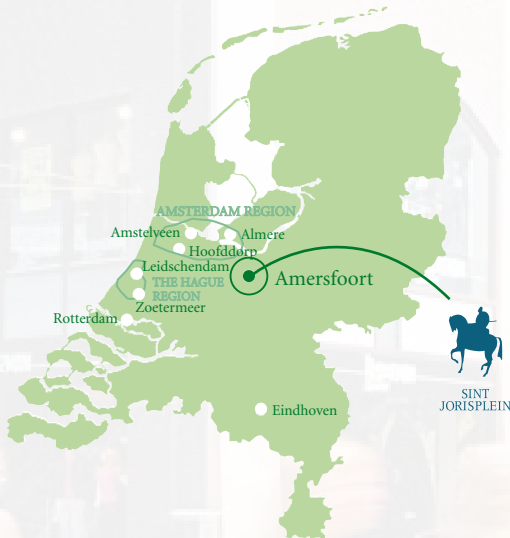 AMSTERDAM REGION
Amstelveen
Almere
Hoofddorp
Leidschendam
THE HAGUE
REGION
Amersfoort
Zoetermeer
Rotterdam
SINT
JORISPLEIN
Eindhoven